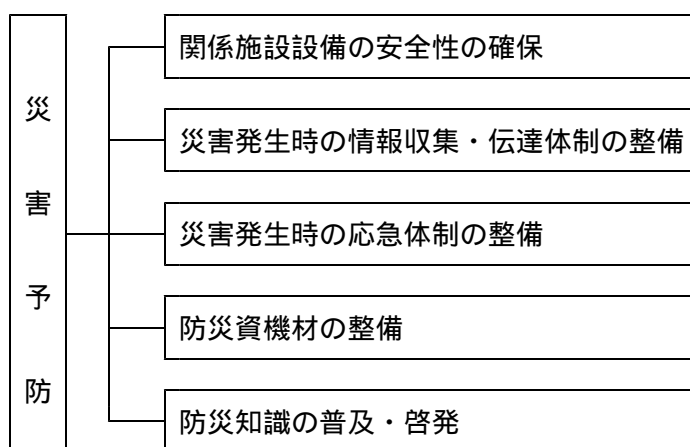 災害予防
関係施設設備の安全性の確保
災害発生時の情報収集・伝達体制の整備
災害発生時の応急体制の整備
防災資機材の整備
防災知識の普及・啓発